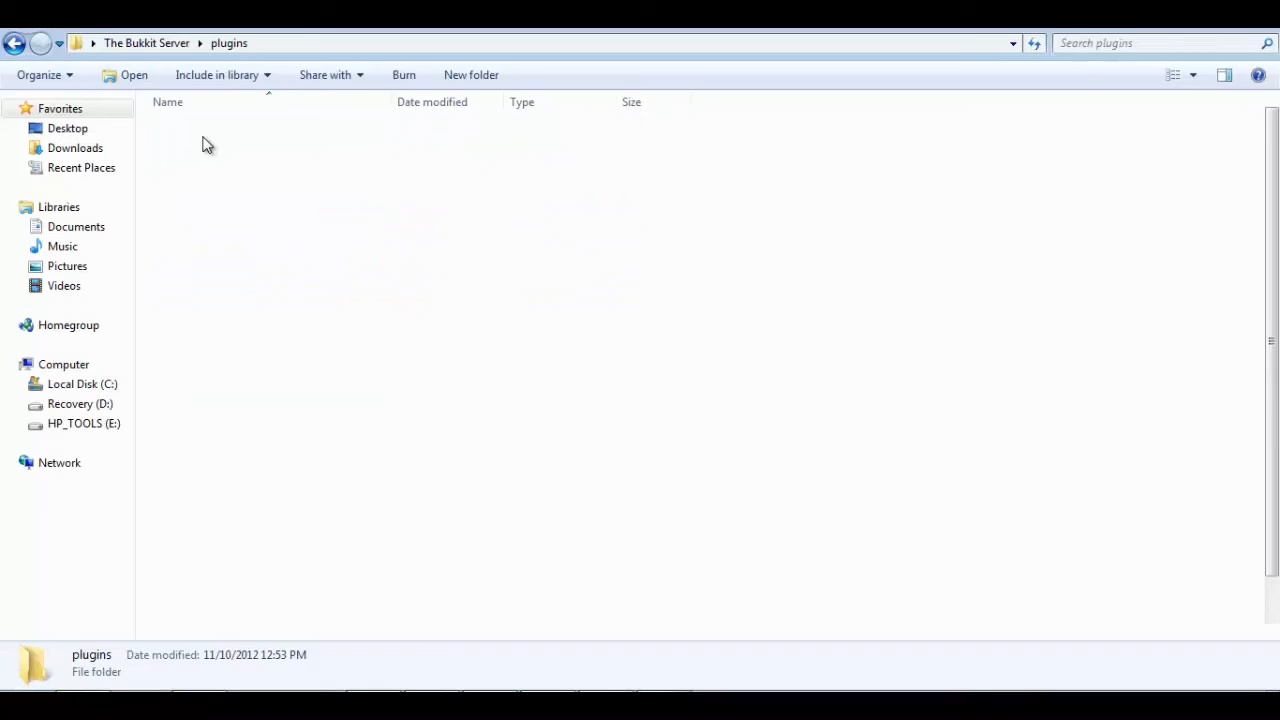 The Bukkit Server plugins Search plugins
Organize Open Include in library Share with Burn New folder
Name Date modified Type Size
Favorites
Desktop
Downloads
Recent Places
Libraries
Documents
Music
Pictures
Videos
Homegroup
Computer
Local Disk (C:)
Recovery (D:)
HP_TOOLS (E:)
Network
plugins Date modified: 11/10/2012 12:53 PM
File folder